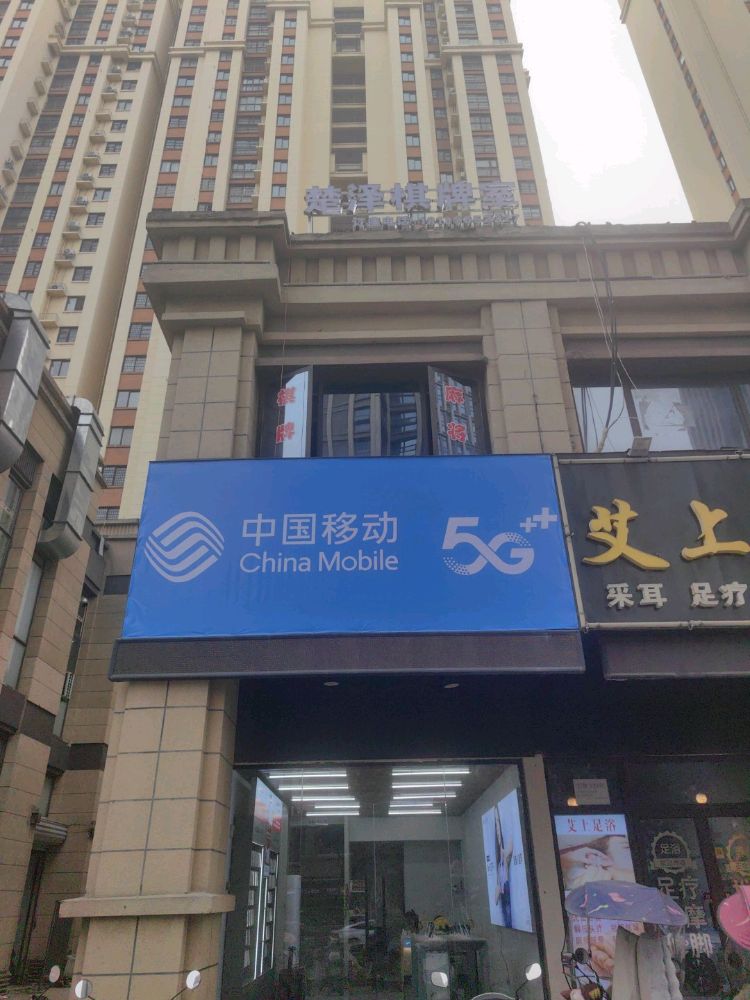 楚泽棋牌室
棋牌
麻将
中国移动
China Mobile
5G++
艾上
采耳 足疗
艾上足浴
足浴
足疗